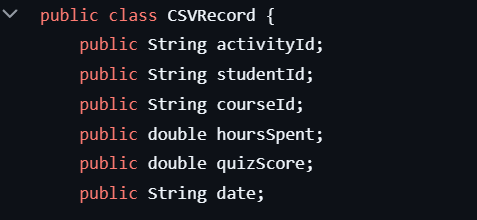 public class CSVRecord {
public String activityId;
public String studentId;
public String courseId;
public double hoursSpent;
public double quizScore;
public String date;